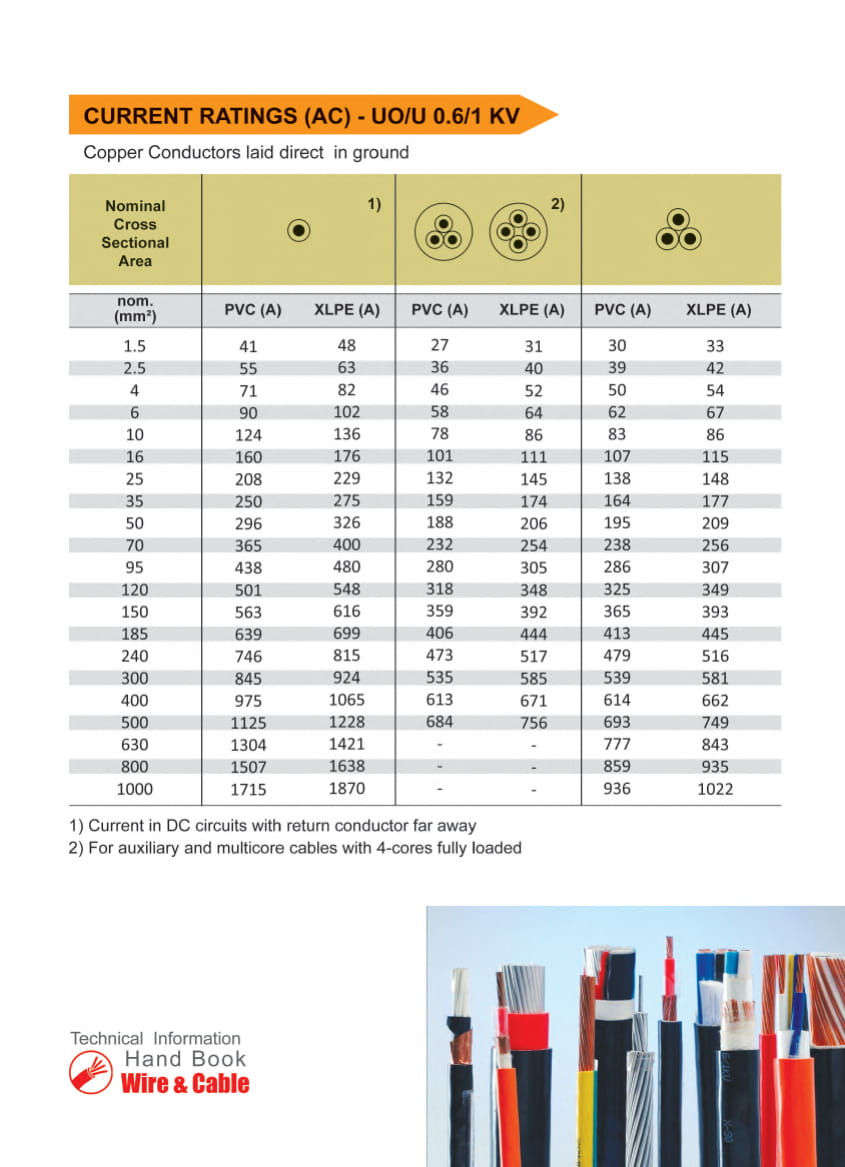 CURRENT RATINGS (AC) - UO/U 0.6/1 KV
Copper Conductors laid direct in ground
Nominal
Cross
Sectional
Area
1)
2)
nom.
(mm²) PVC (A) XLPE (A) PVC (A) XLPE (A) PVC (A) XLPE (A)
1.5 41 48 27 31 30 33
2.5 55 63 36 40 39 42
4 71 82 46 52 50 54
6 90 102 58 64 62 67
10 124 136 78 86 83 86
16 160 176 101 111 107 115
25 208 229 132 145 138 148
35 250 275 159 174 164 177
50 296 326 188 206 195 209
70 365 400 232 254 238 256
95 438 480 280 305 286 307
120 501 548 318 348 325 349
150 563 616 359 392 365 393
185 639 699 406 444 413 445
240 746 815 473 517 479 516
300 845 924 535 585 539 581
400 975 1065 613 671 614 662
500 1125 1228 684 756 693 749
630 1304 1421 - - 777 843
800 1507 1638 - - 859 935
1000 1715 1870 - - 936 1022
1) Current in DC circuits with return conductor far away
2) For auxiliary and multicore cables with 4-cores fully loaded
Technical Information
Hand Book
Wire & Cable